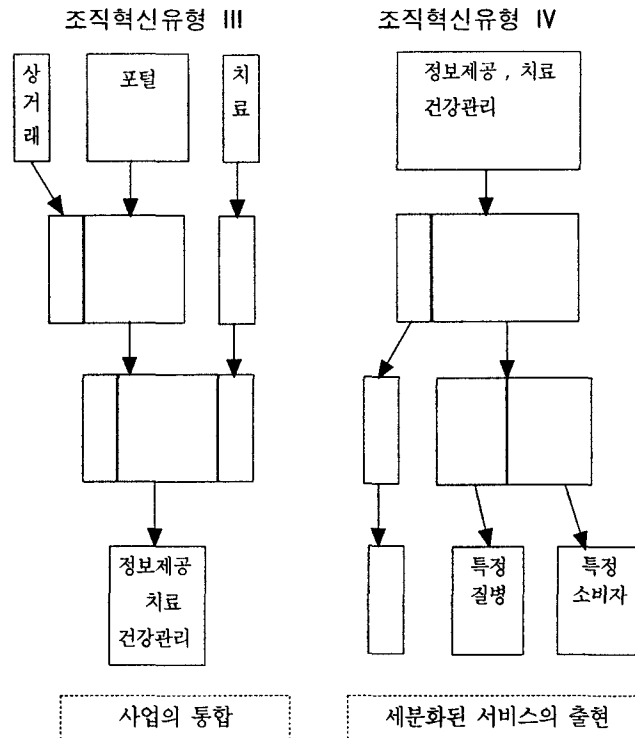 조직혁신유형 III
상
거
래
포털
치
료
정보제공
치료
건강관리
사업의 통합
조직혁신유형 IV
정보제공 , 치료
건강관리
특정
질병
특정
소비자
세분화된 서비스의 출현